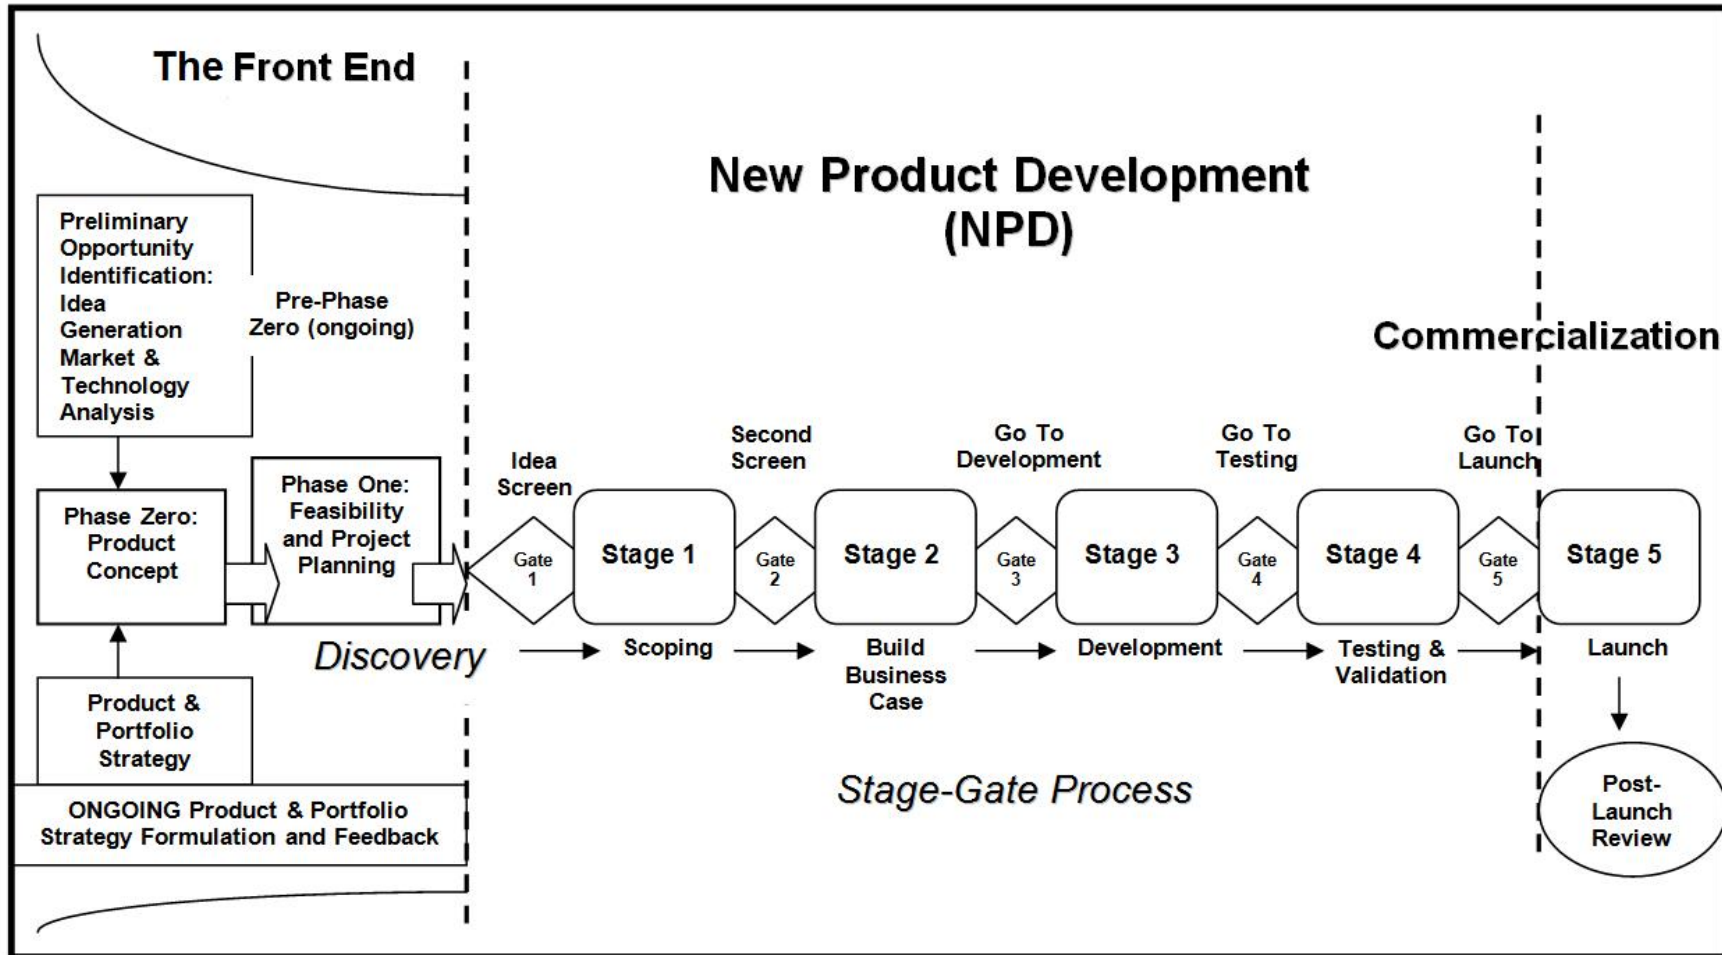 The Front End
New Product Development
(NPD)
Commercialization
Preliminary
Opportunity
Identification:
Idea
Generation
Market &
Technology
Analysis
Pre-Phase
Zero (ongoing)
Phase Zero:
Product
Concept
Phase One:
Feasibility
and Project
Planning
Product &
Portfolio
Strategy
ONGOING Product & Portfolio
Strategy Formulation and Feedback
Discovery
Idea
Screen
Gate
1
Stage 1
Scoping
Second
Screen
Gate
2
Stage 2
Build
Business
Case
Go To
Development
Gate
3
Stage 3
Development
Go To
Testing
Gate
4
Stage 4
Testing &
Validation
Go To
Launch
Gate
5
Stage 5
Launch
Post-
Launch
Review
Stage-Gate Process